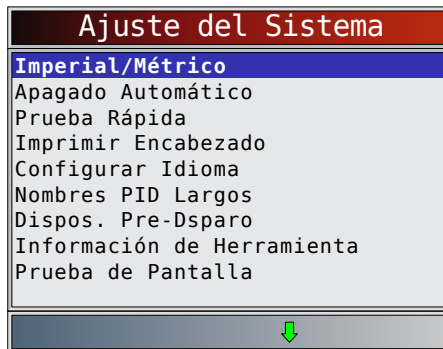 Ajuste del Sistema
Imperial/Métrico
Apagado Automático
Prueba Rápida
Imprimir Encabezado
Configurar Idioma
Nombres PID Largos
Dispos. Pre-Dsparo
Información de Herramienta
Prueba de Pantalla